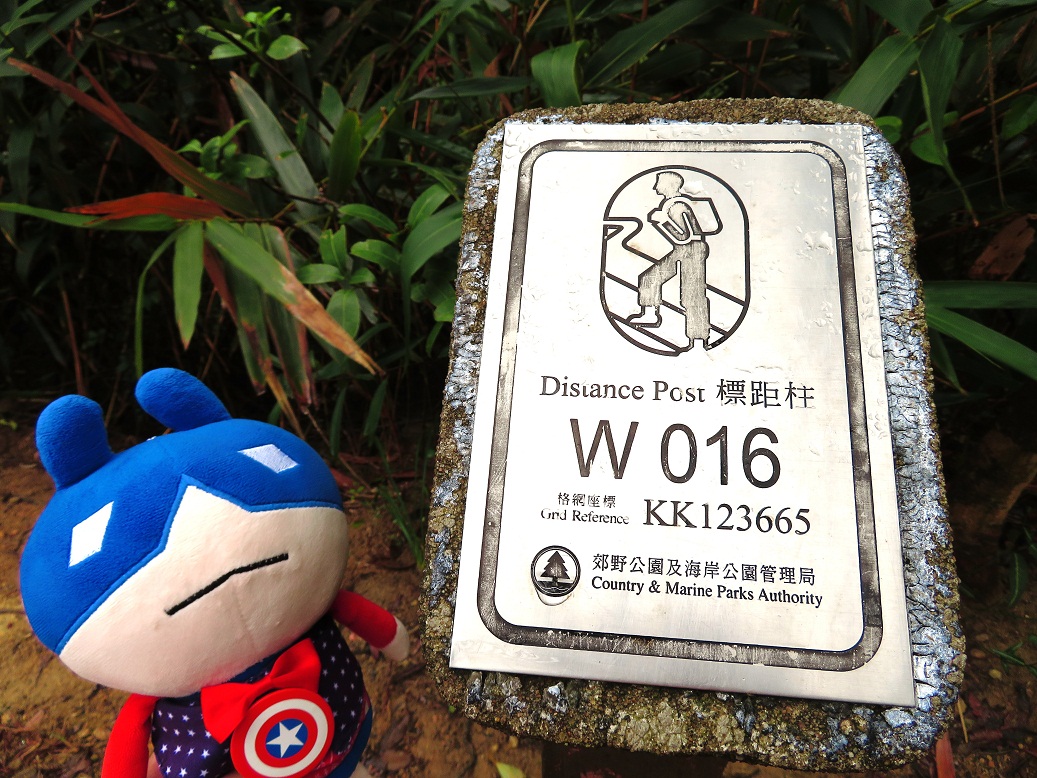 Distance Post 標距柱
W 016
格網座標
Grid Reference KK123665
郊野公園及海岸公園管理局
Country & Marine Parks Authority